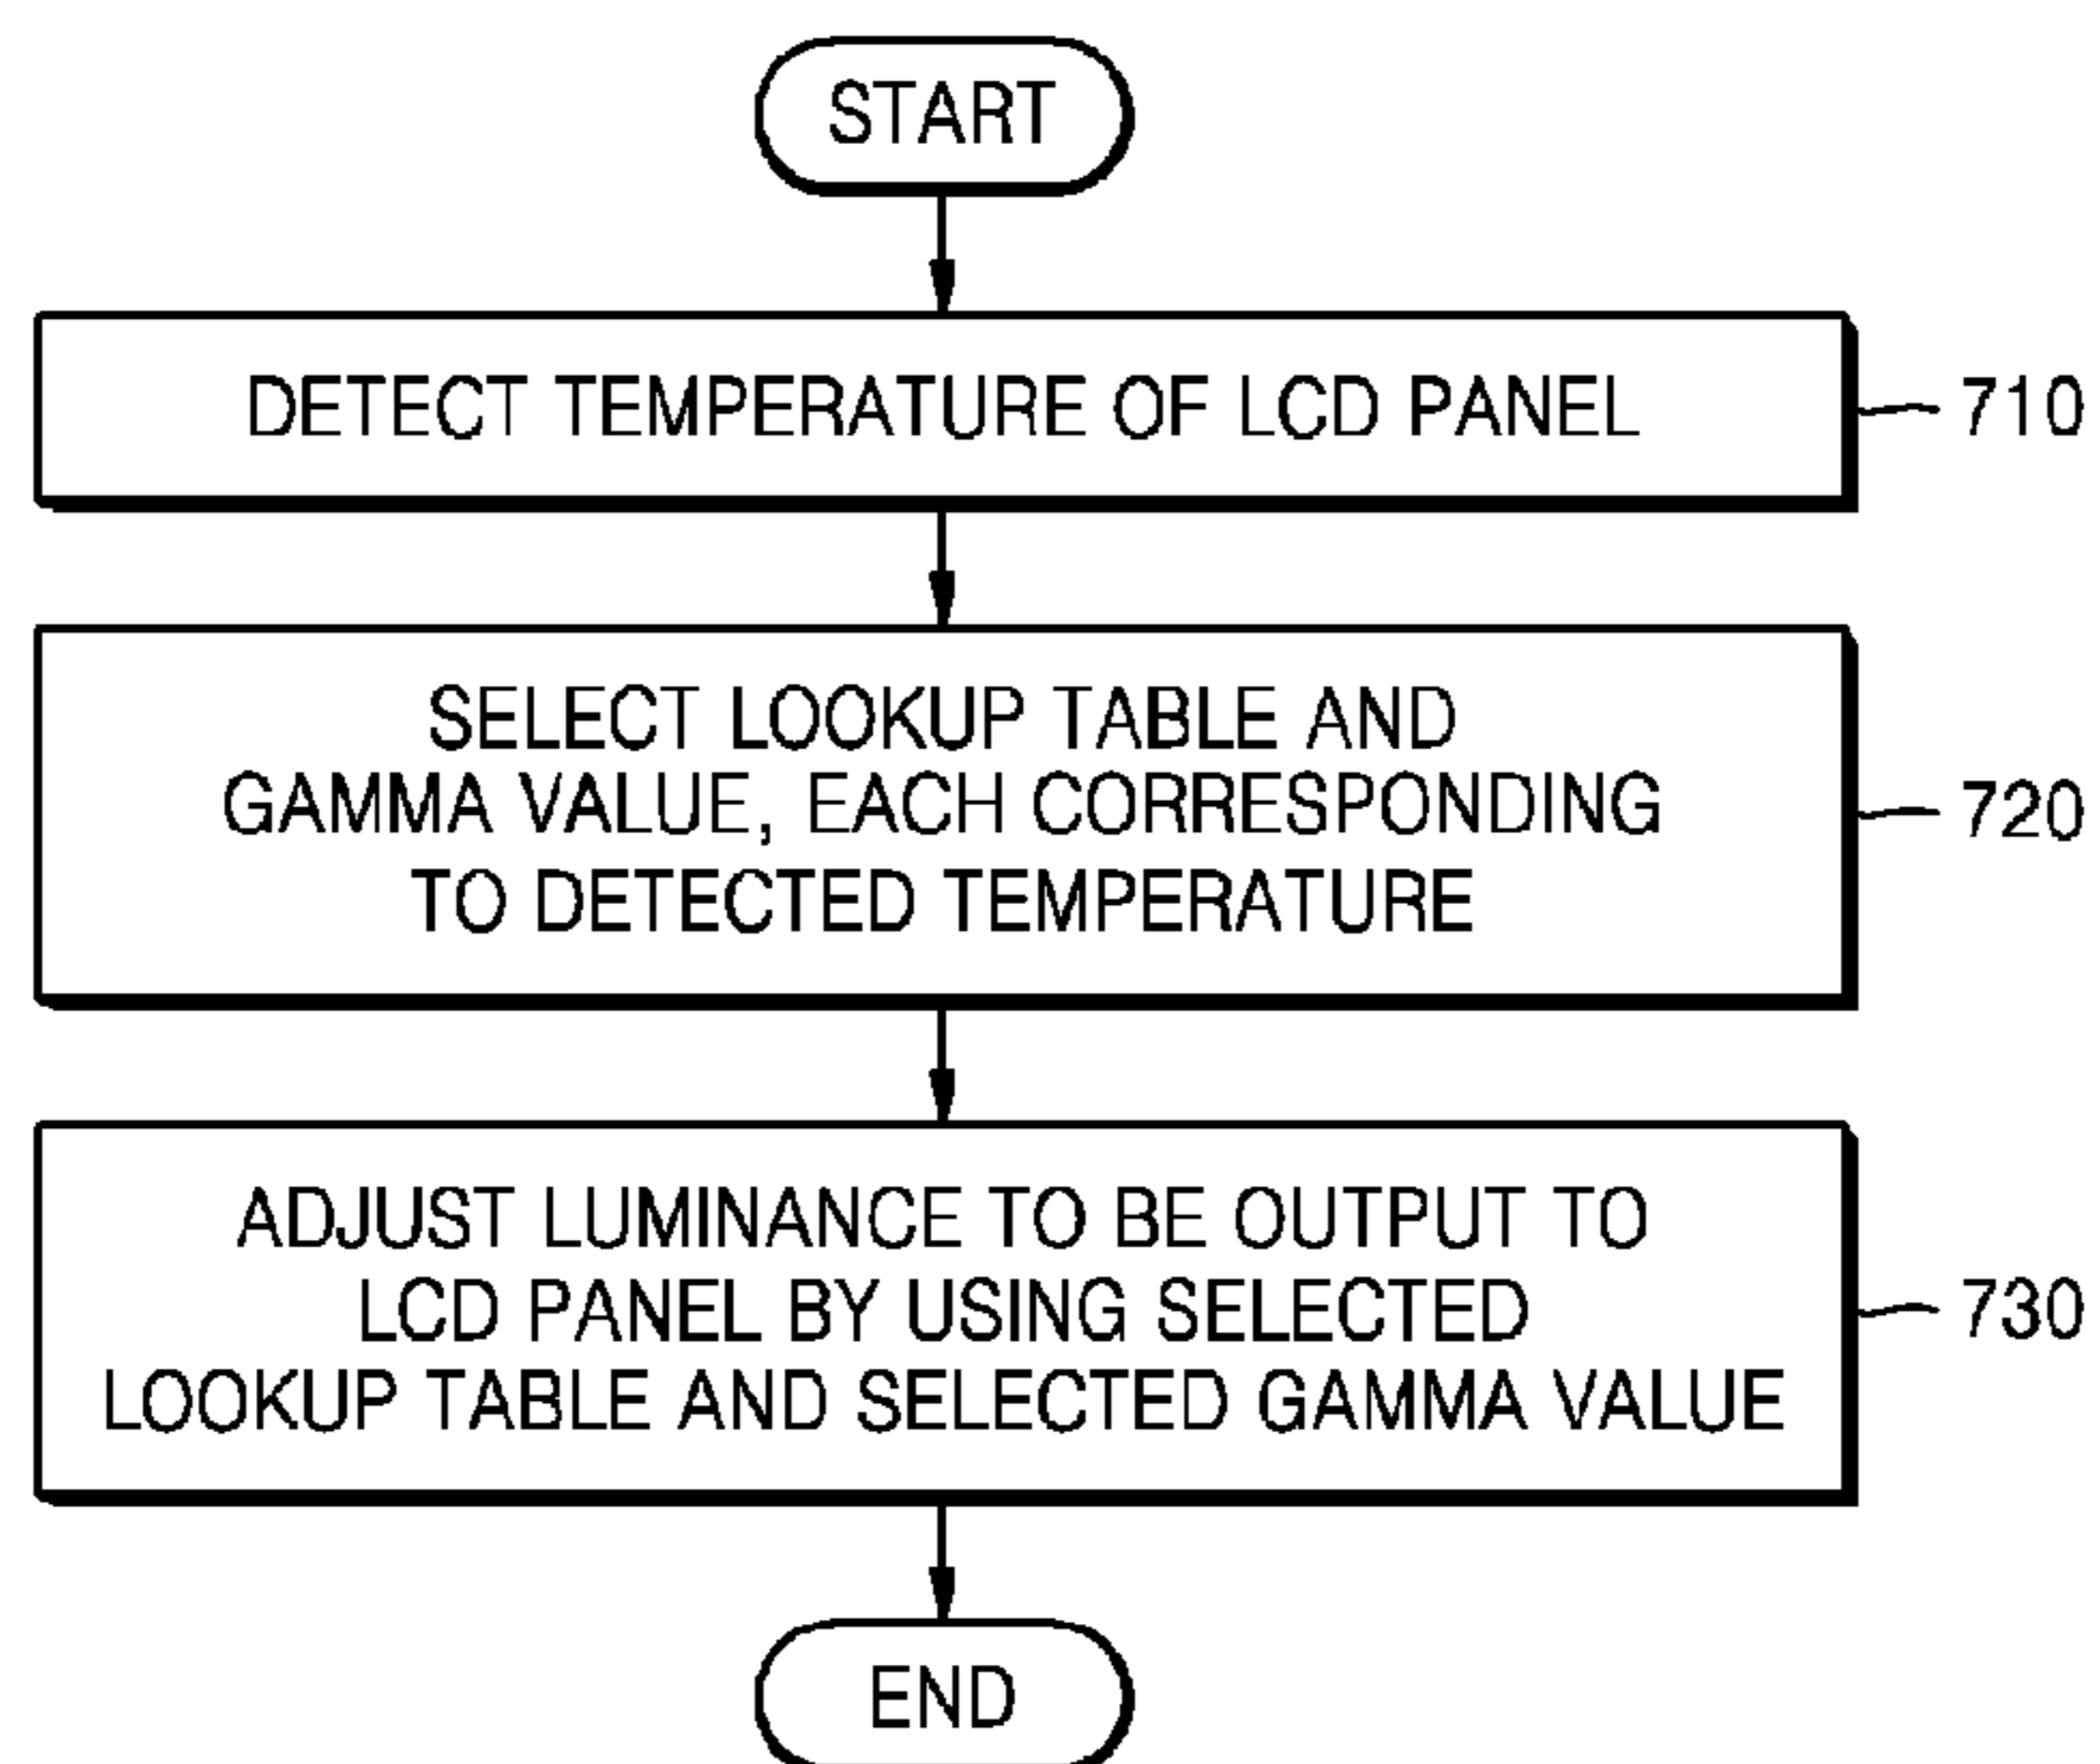 START
DETECT TEMPERATURE OF LCD PANEL
710
SELECT LOOKUP TABLE AND
GAMMA VALUE, EACH CORRESPONDING
TO DETECTED TEMPERATURE
720
ADJUST LUMINANCE TO BE OUTPUT TO
LCD PANEL BY USING SELECTED
LOOKUP TABLE AND SELECTED GAMMA VALUE
730
END